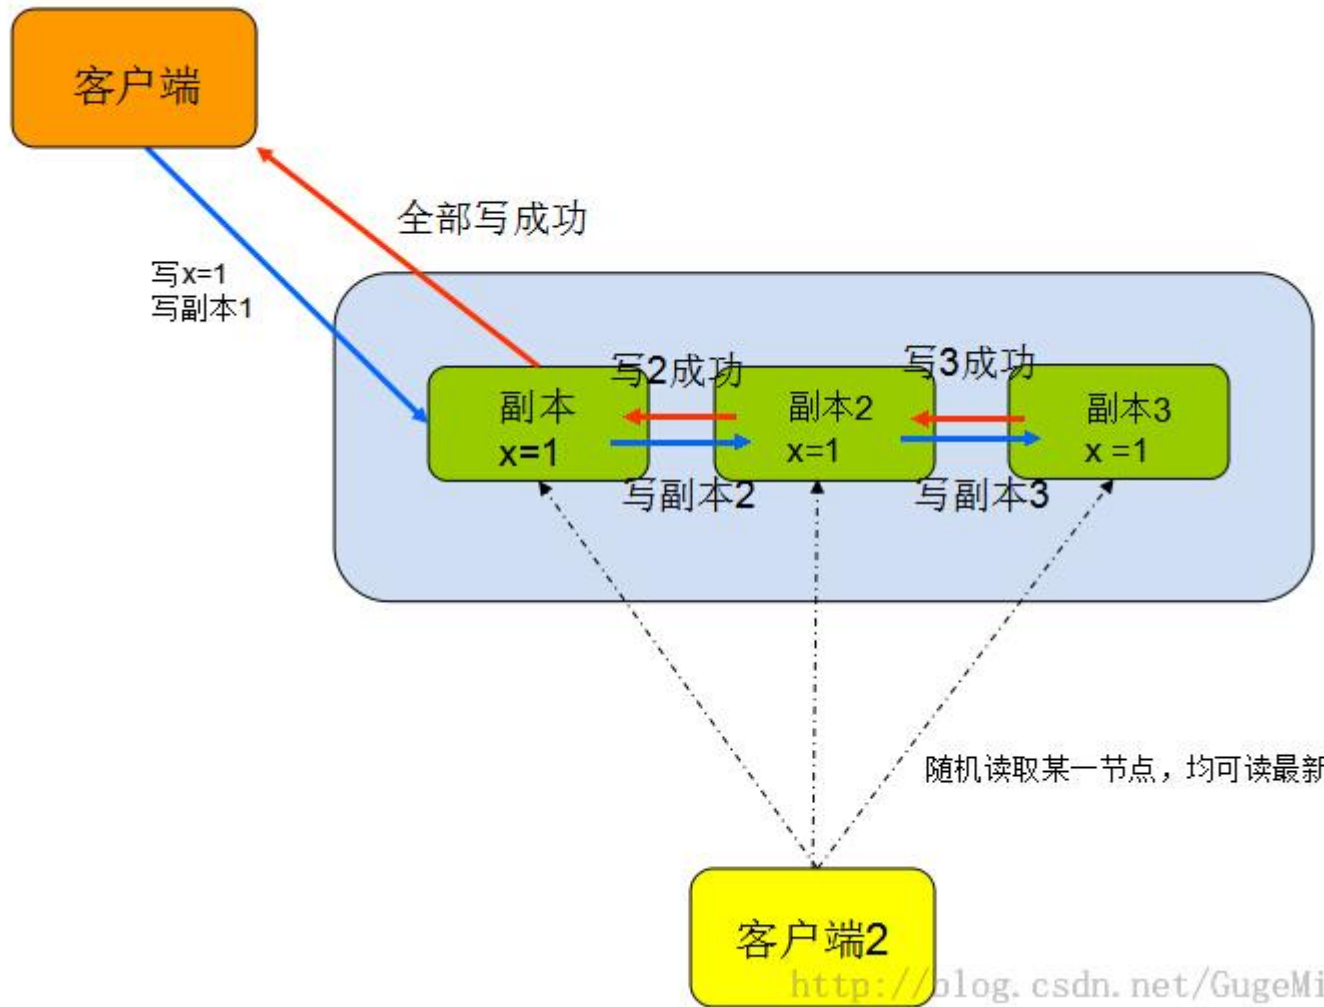 客户端
全部写成功
写x=1
写副本1
写2成功
写3成功
副本
x=1
副本2
x=1
副本3
x =1
写副本2
写副本3
随机读取某一节点，均可读最新
客户端2
http://blog.csdn.net/GugeMi